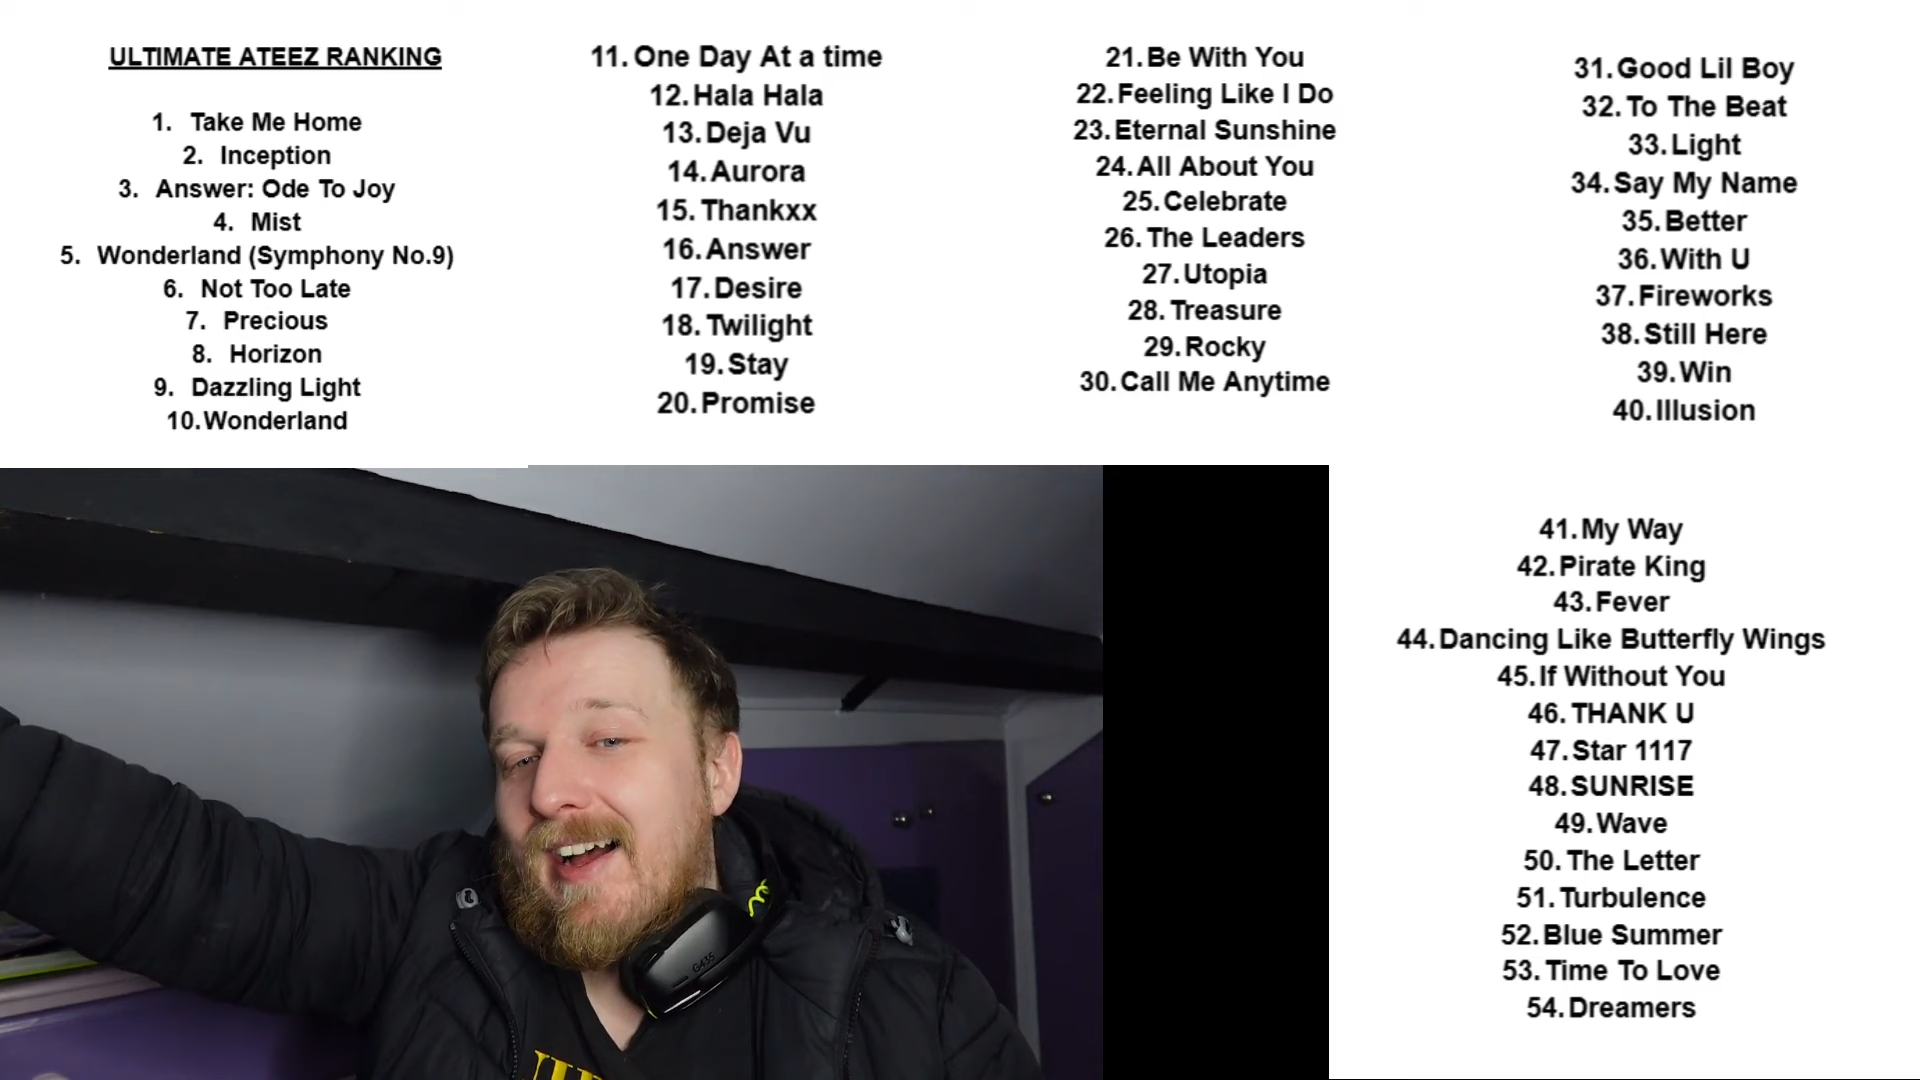 ULTIMATE ATEEZ RANKING
1. Take Me Home
2. Inception
3. Answer: Ode To Joy
4. Mist
5. Wonderland (Symphony No.9)
6. Not Too Late
7. Precious
8. Horizon
9. Dazzling Light
10.Wonderland
11. One Day At a time
12. Hala Hala
13. Deja Vu
14. Aurora
15. Thankxx
16. Answer
17. Desire
18. Twilight
19. Stay
20. Promise
21. Be With You
22. Feeling Like I Do
23. Eternal Sunshine
24. All About You
25. Celebrate
26. The Leaders
27. Utopia
28. Treasure
29. Rocky
30. Call Me Anytime
31. Good Lil Boy
32. To The Beat
33. Light
34. Say My Name
35. Better
36. With U
37. Fireworks
38. Still Here
39. Win
40. Illusion
41. My Way
42. Pirate King
43. Fever
44. Dancing Like Butterfly Wings
45. If Without You
46. THANK U
47. Star 1117
48. SUNRISE
49. Wave
50. The Letter
51. Turbulence
52. Blue Summer
53. Time To Love
54. Dreamers
G435